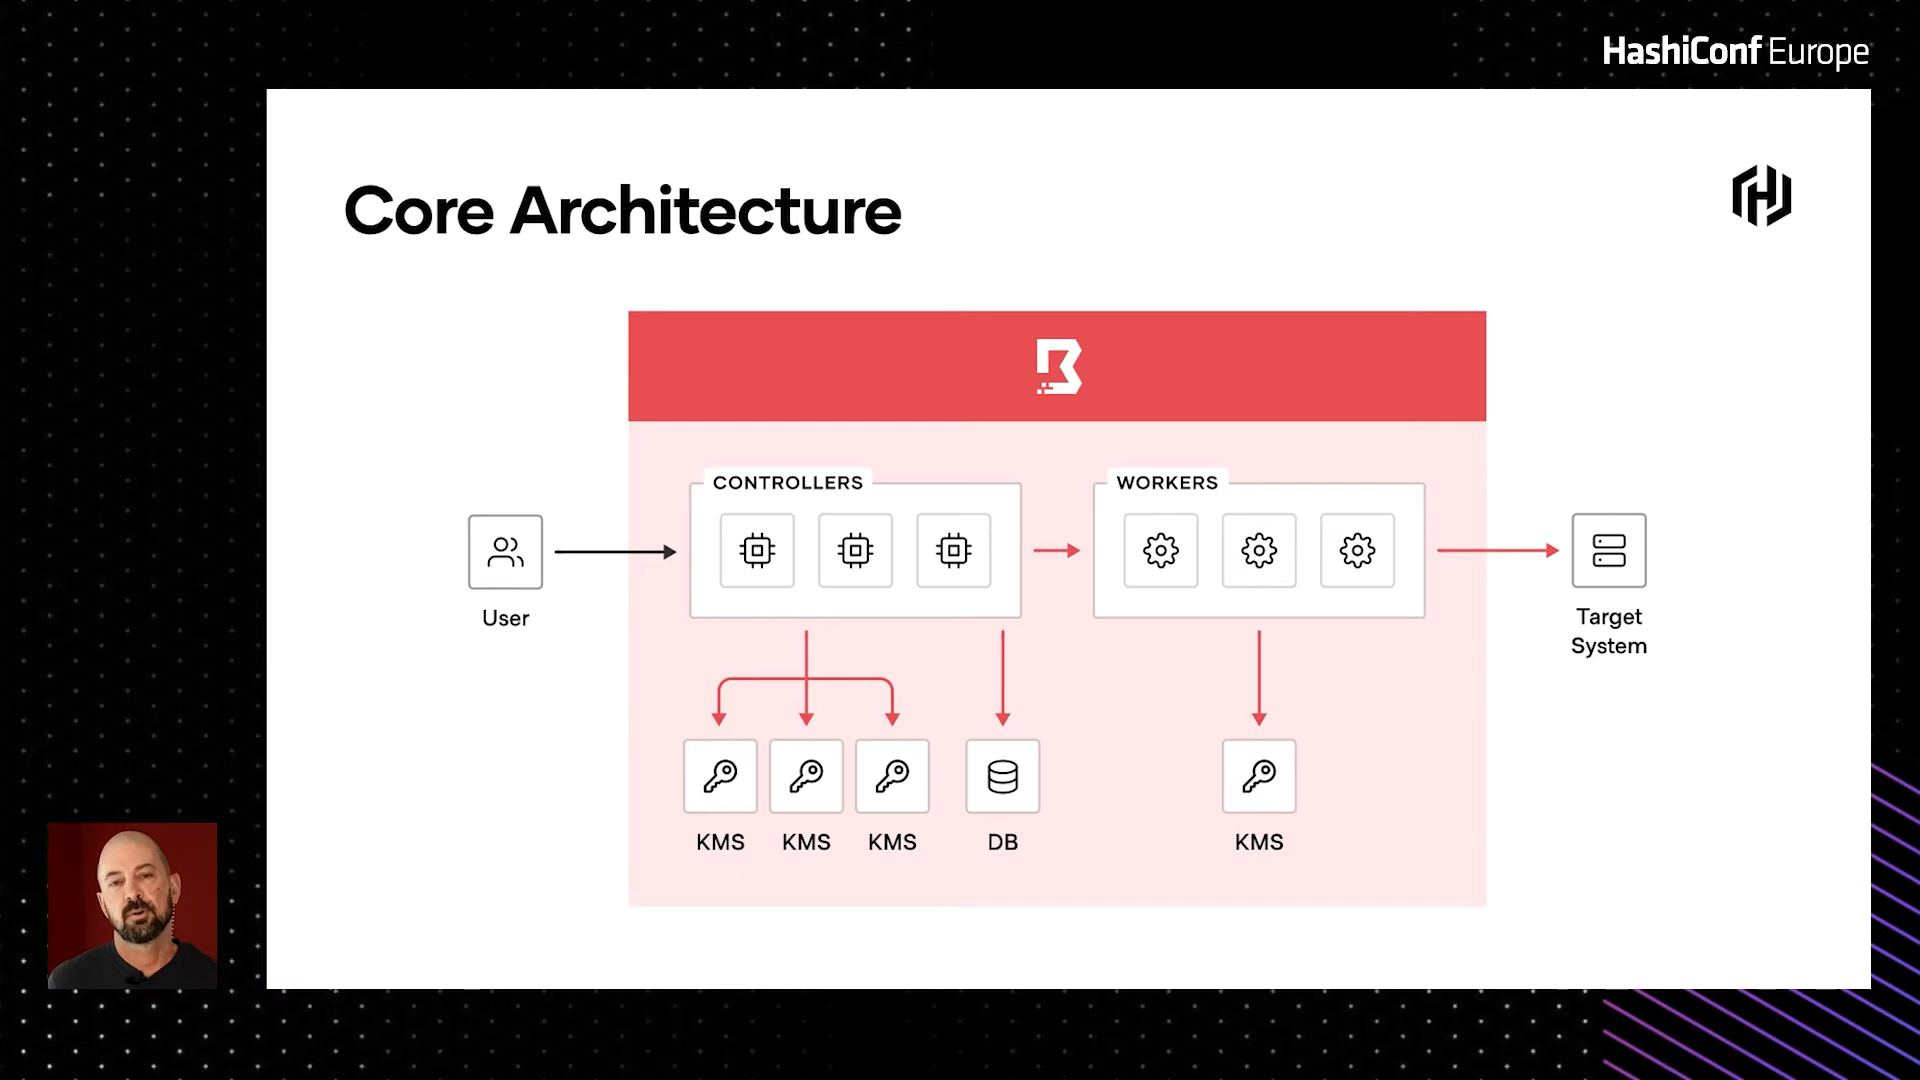 HashiConf Europe
Core Architecture
CONTROLLERS
WORKERS
User
Target
System
KMS
KMS
KMS
DB
KMS